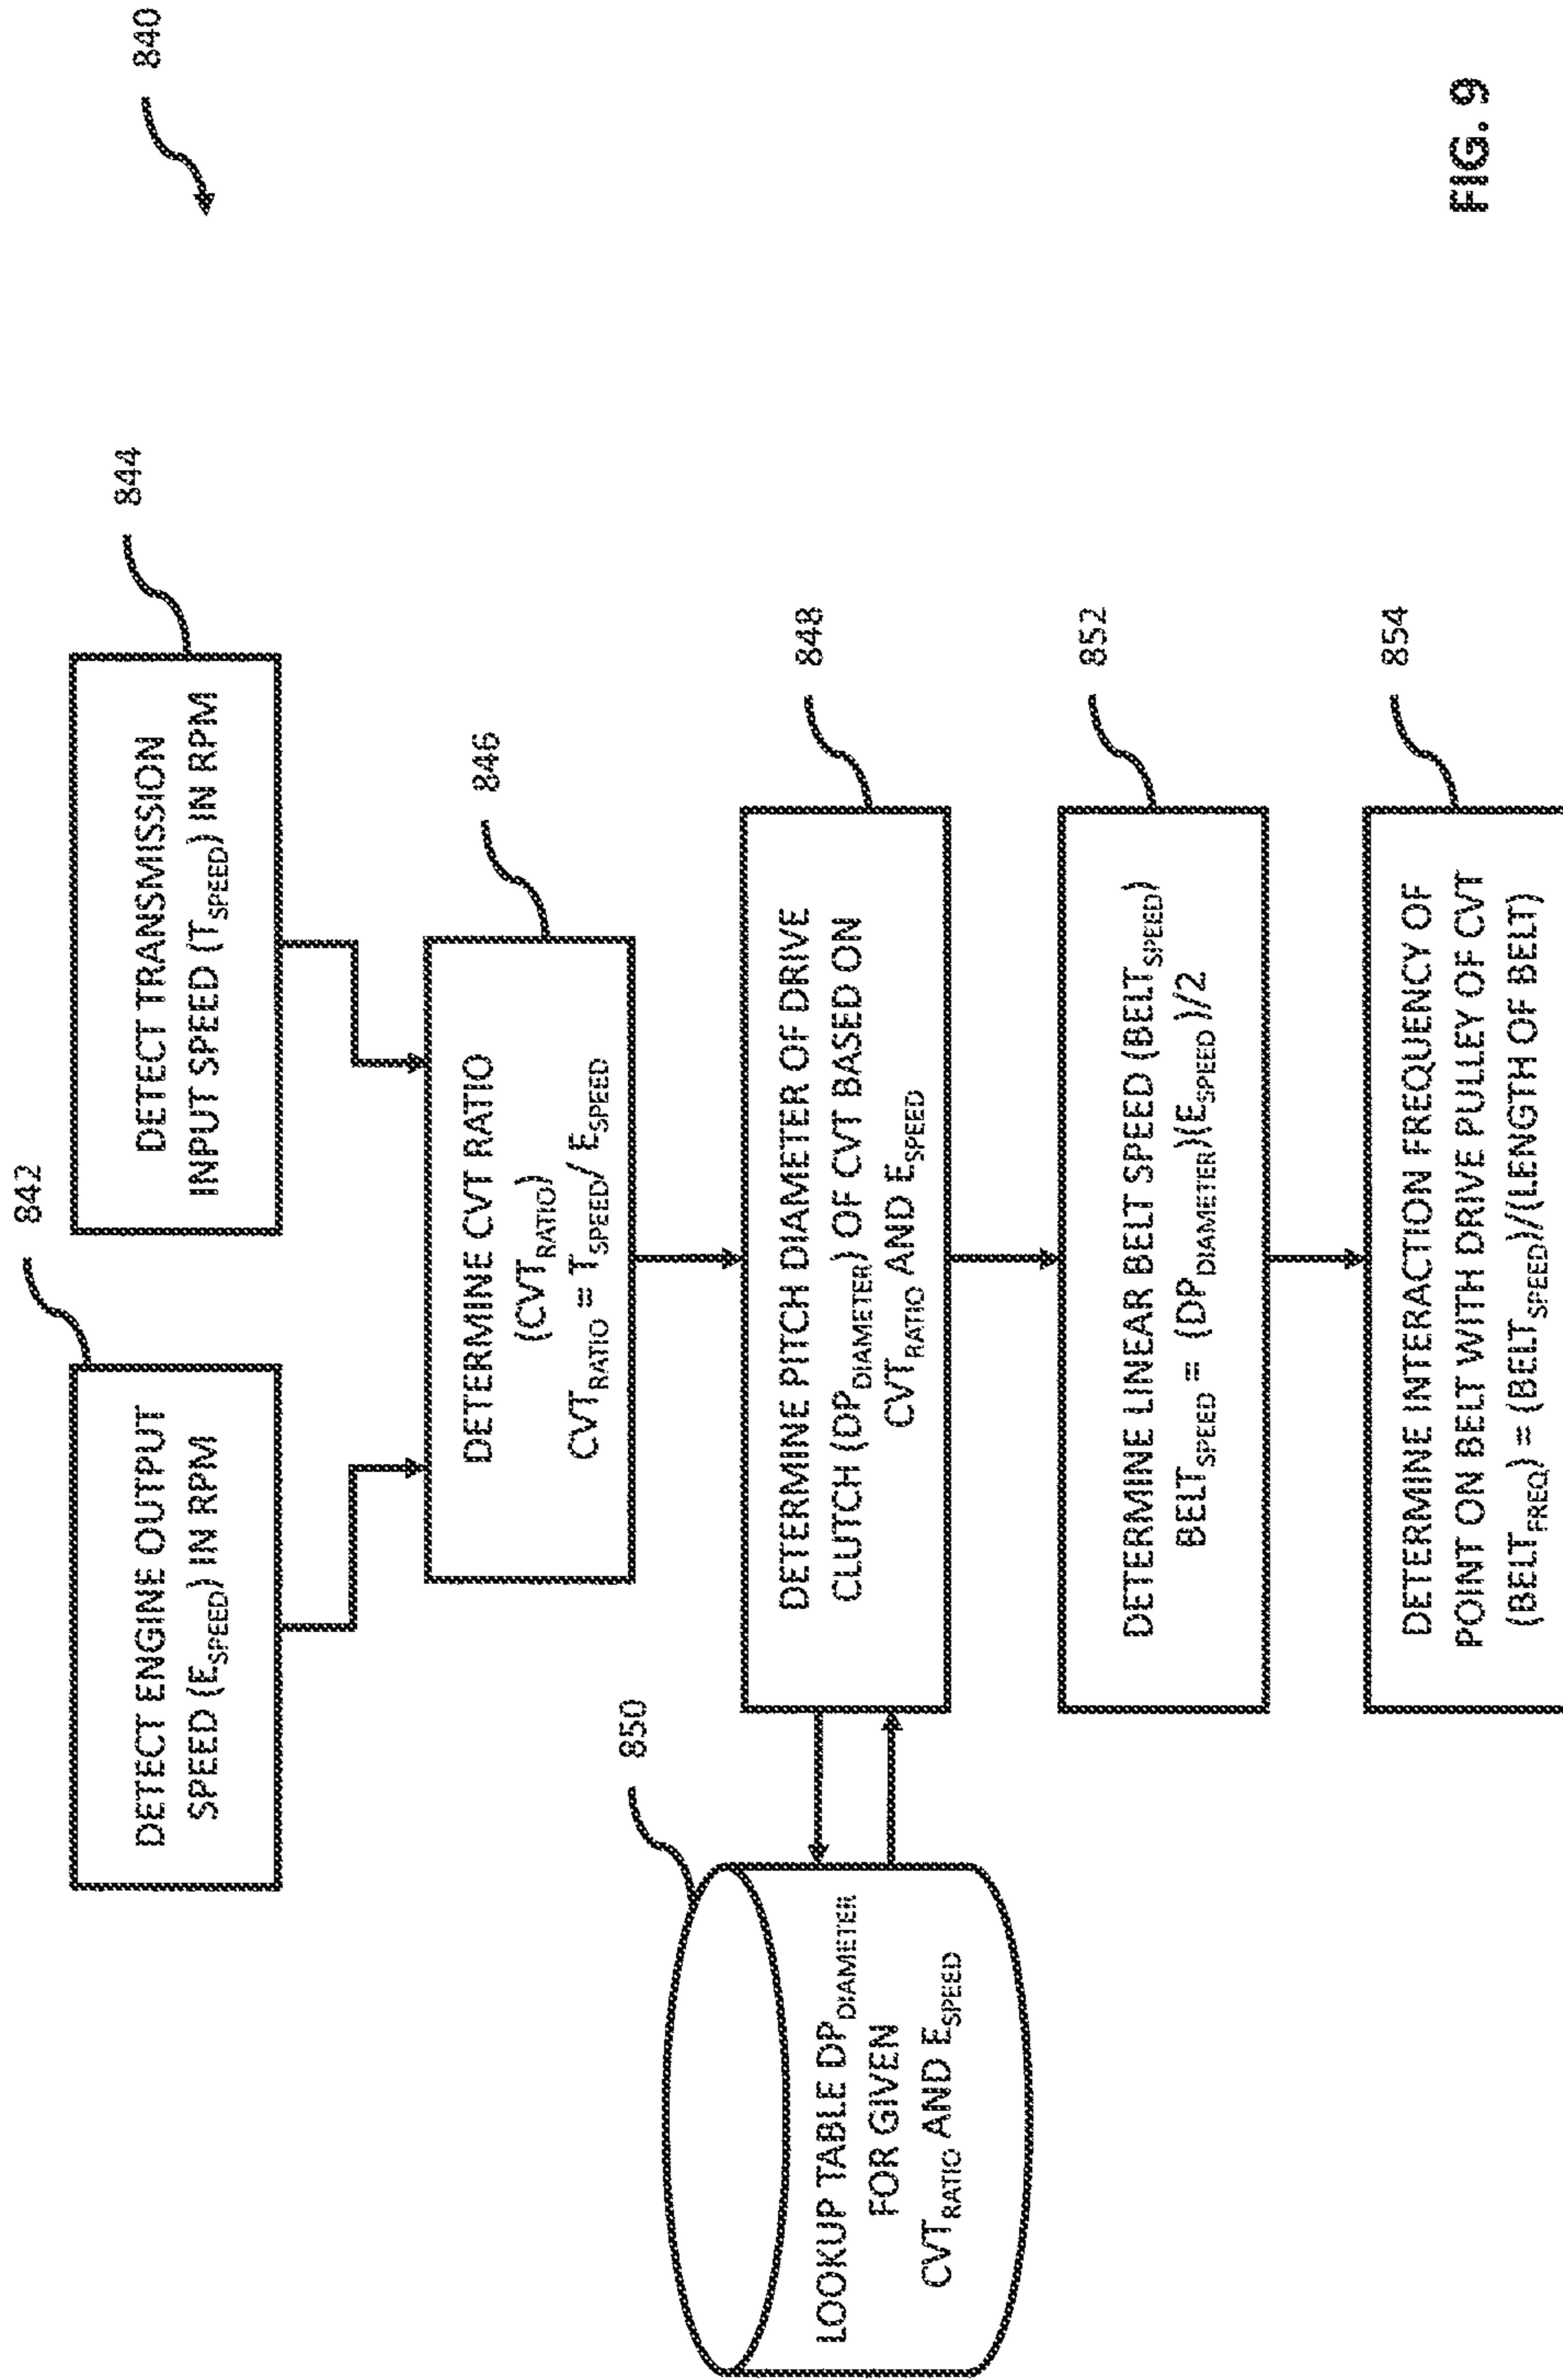 840
842
DETECT ENGINE OUTPUT
SPEED (E_SPEED) IN RPM
844
DETECT TRANSMISSION
INPUT SPEED (T_SPEED) IN RPM
846
DETERMINE CVT RATIO
(CVT_RATIO)
CVT_RATIO = T_SPEED/ E_SPEED
850
LOOKUP TABLE DP_DIAMETER
FOR GIVEN
CVT_RATIO AND E_SPEED
848
DETERMINE PITCH DIAMETER OF DRIVE
CLUTCH (DP_DIAMETER) OF CVT BASED ON
CVT_RATIO AND E_SPEED
852
DETERMINE LINEAR BELT SPEED (BELT_SPEED)
BELT_SPEED = (DP_DIAMETER)(E_SPEED)/2
854
DETERMINE INTERACTION FREQUENCY OF
POINT ON BELT WITH DRIVE PULLEY OF CVT
(BELT_FREQ) = (BELT_SPEED)/(LENGTH OF BELT)
FIG. 9